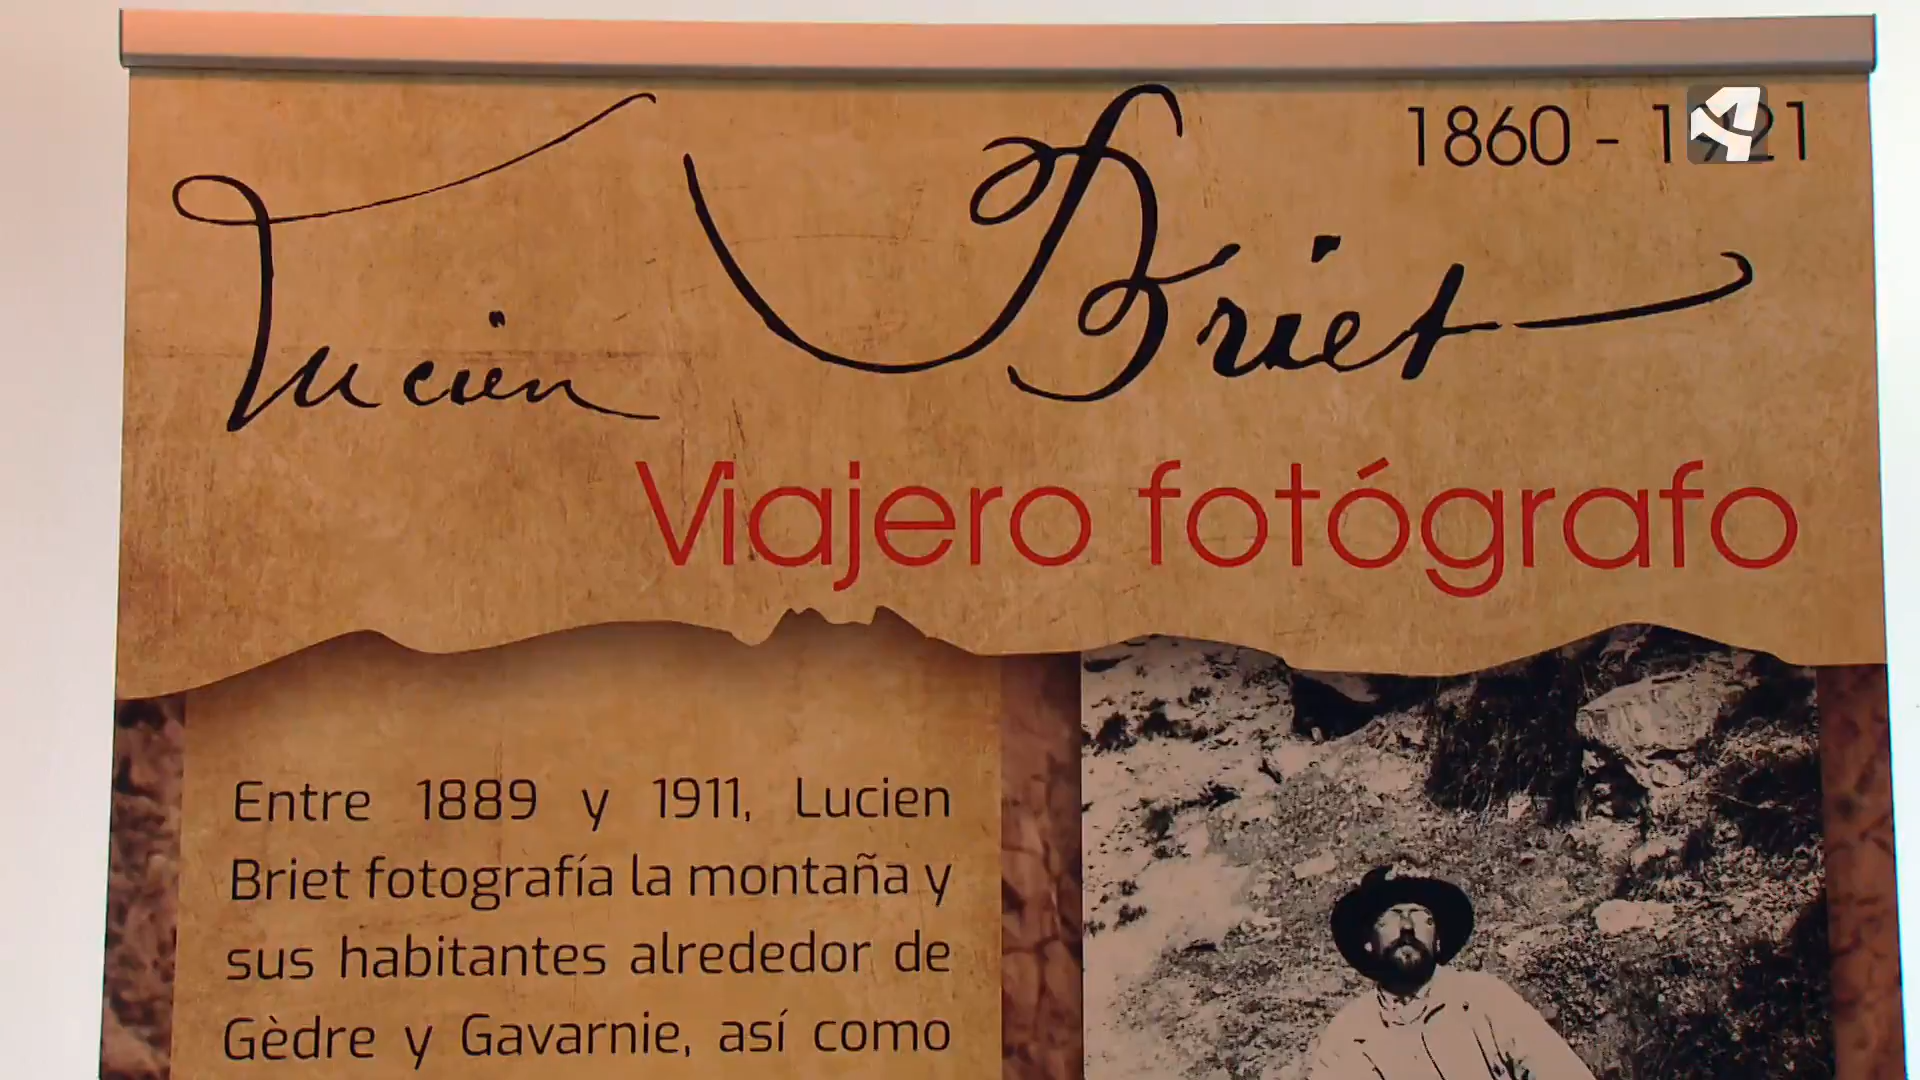 1860 - 1921
Lucien Briet
Viajero fotógrafo
Entre 1889 y 1911, Lucien
Briet fotografía la montaña y
sus habitantes alrededor de
Gèdre y Gavarnie, así como